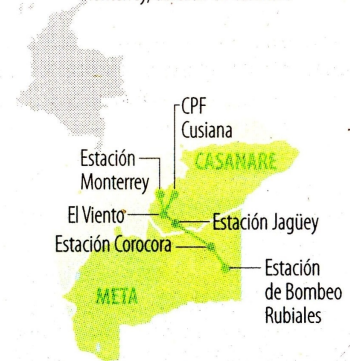 CPF
Cusiana
Estación
Monterrey
CASANARE
El Viento
Estación Jagüey
Estación Corocora
Estación
de Bombeo
Rubiales
META